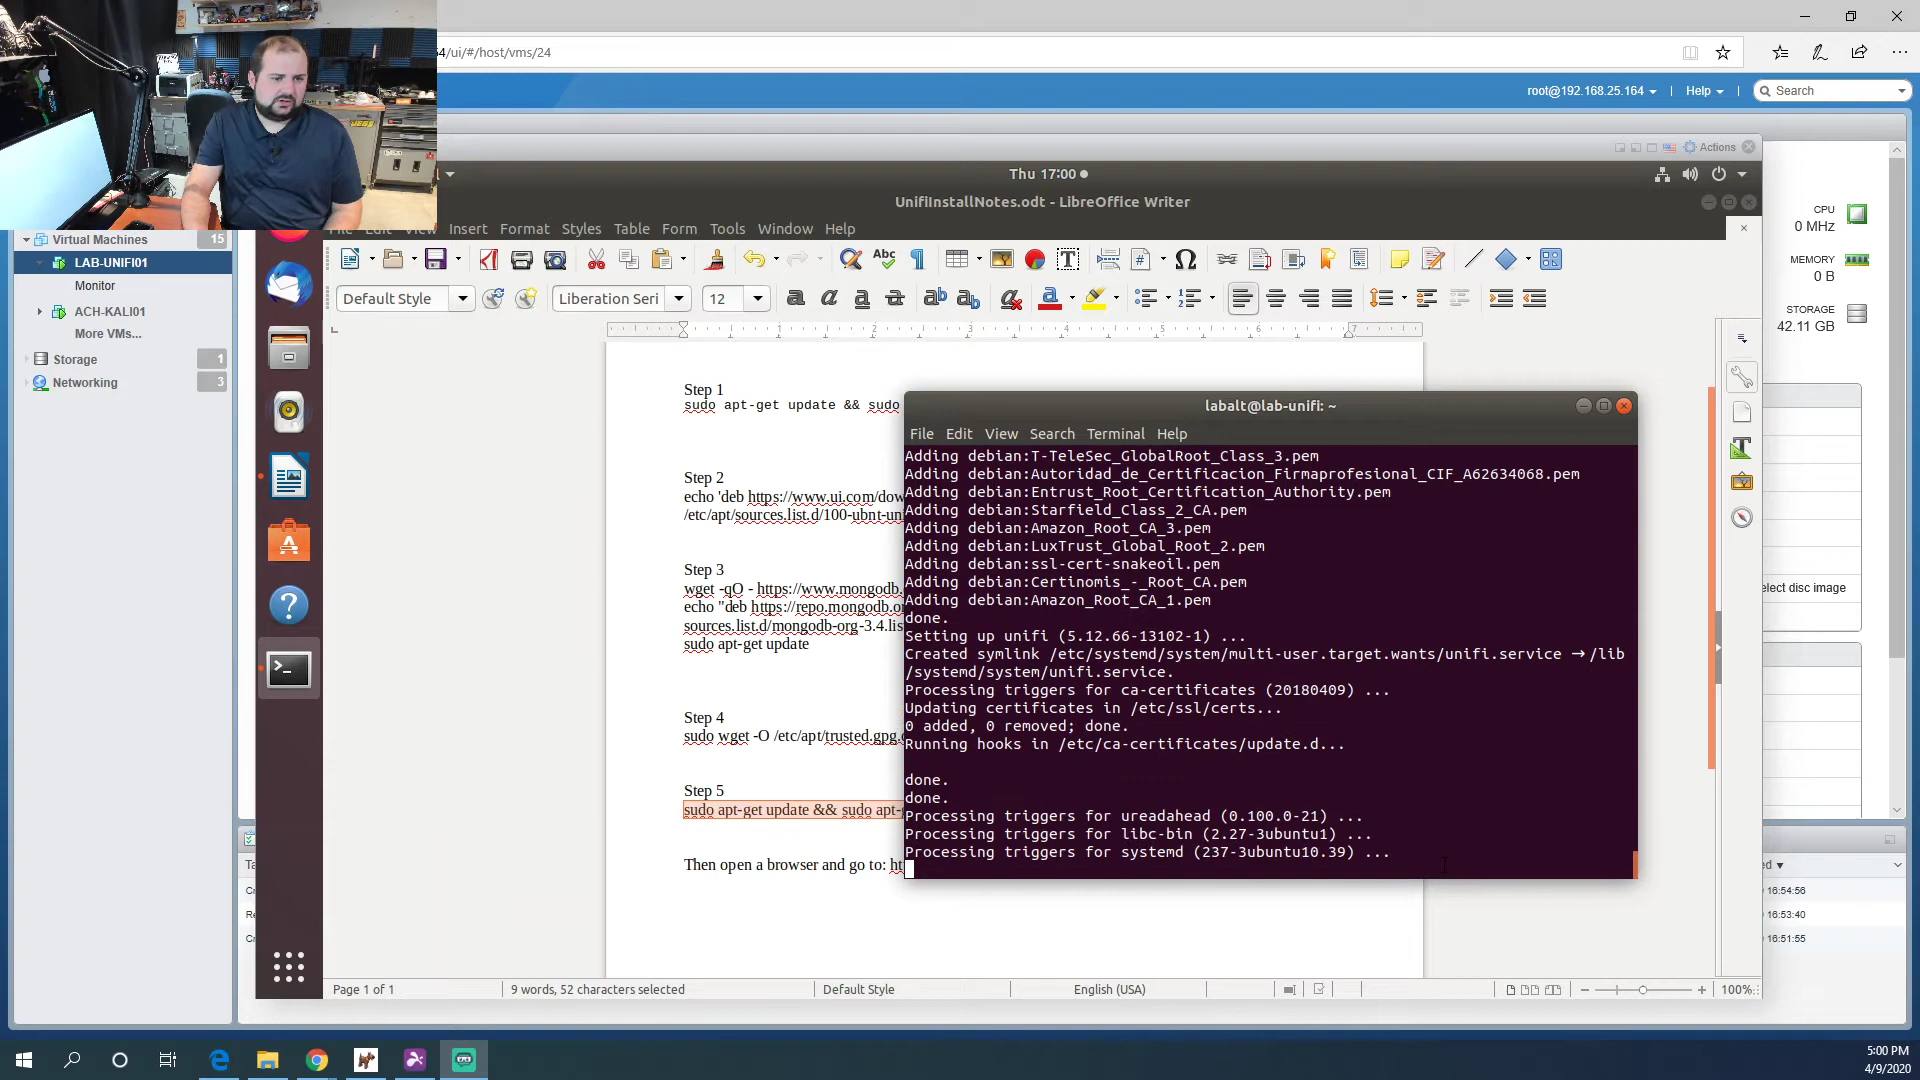 4/ui/#/host/vms/24
root@192.168.25.164
Help
Search
Actions
Thu 17:00
UnifiInstallNotes.odt - LibreOffice Writer
Insert Format Styles Table Form Tools Window Help
Default Style
Liberation Seri
12
Virtual Machines 15
LAB-UNIFI01
Monitor
ACH-KALI01
More VMs...
Storage 1
Networking 3
CPU
0 MHz
MEMORY
0 B
STORAGE
42.11 GB
1 2 3 4 5 6 7
Step 1
sudo apt-get update && sudo
Step 2
echo 'deb https://www.ui.com/dow
/etc/apt/sources.list.d/100-ubnt-uni
Step 3
wget -qO - https://www.mongodb.
echo "deb https://repo.mongodb.or
sources.list.d/mongodb-org-3.4.lis
sudo apt-get update
Step 4
sudo wget -O /etc/apt/trusted.gpg.
Step 5
sudo apt-get update && sudo apt-
Then open a browser and go to: ht
labalt@lab-unifi: ~
File Edit View Search Terminal Help
Adding debian:T-TeleSec_GlobalRoot_Class_3.pem
Adding debian:Autoridad_de_Certificacion_Firmaprofesional_CIF_A62634068.pem
Adding debian:Entrust_Root_Certification_Authority.pem
Adding debian:Starfield_Class_2_CA.pem
Adding debian:Amazon_Root_CA_3.pem
Adding debian:LuxTrust_Global_Root_2.pem
Adding debian:ssl-cert-snakeoil.pem
Adding debian:Certinomis_-_Root_CA.pem
Adding debian:Amazon_Root_CA_1.pem
done.
Setting up unifi (5.12.66-13102-1) ...
Created symlink /etc/systemd/system/multi-user.target.wants/unifi.service → /lib
/systemd/system/unifi.service.
Processing triggers for ca-certificates (20180409) ...
Updating certificates in /etc/ssl/certs...
0 added, 0 removed; done.
Running hooks in /etc/ca-certificates/update.d...
done.
done.
Processing triggers for ureadahead (0.100.0-21) ...
Processing triggers for libc-bin (2.27-3ubuntu1) ...
Processing triggers for systemd (237-3ubuntu10.39) ...
elect disc image
16:54:56
16:53:40
16:51:55
Page 1 of 1
9 words, 52 characters selected
Default Style
English (USA)
100%
5:00 PM
4/9/2020